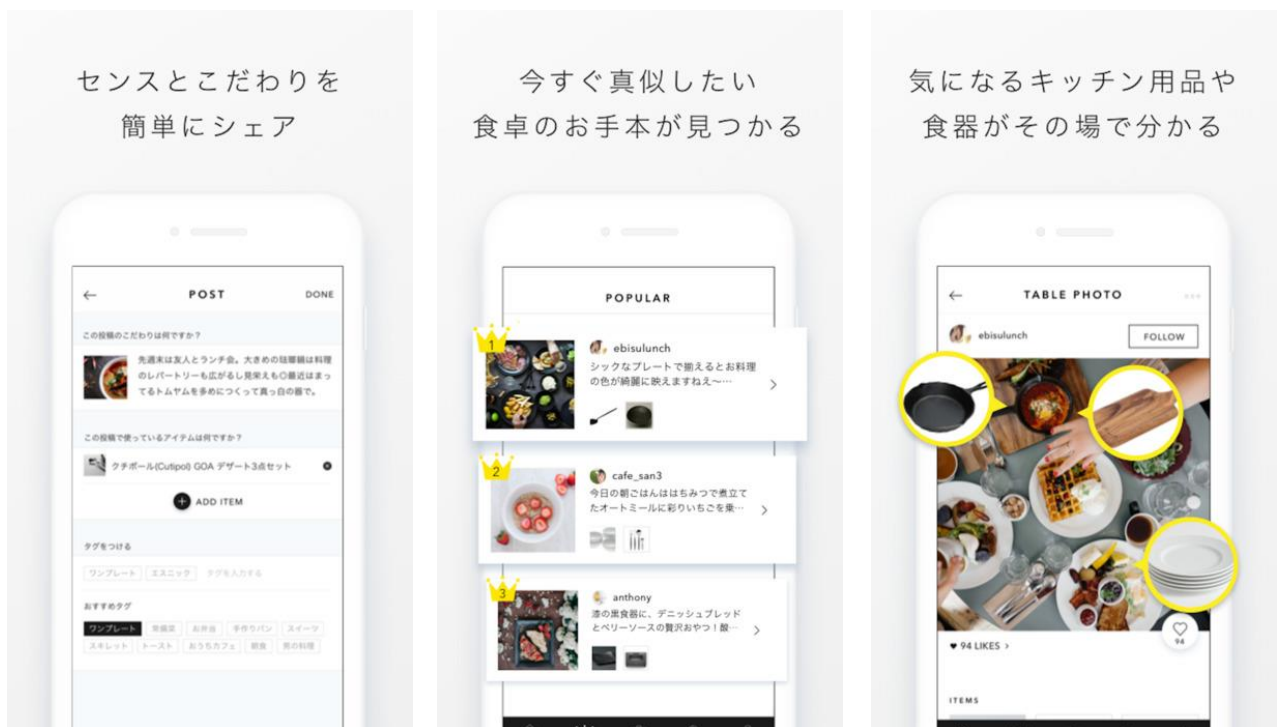 センスとこだわりを
簡単にシェア
POST
DONE
この投稿のこだわりは何ですか？
先週末は友人とランチ会。大きめの琺瑯鍋は料理
のレパートリーも広がるし見栄えも◎最近はまっ
てるトムヤムを多めにつくって真っ白の器で。
この投稿で使っているアイテムは何ですか？
クチポール(Cutipol) GOA デザート3点セット
ADD ITEM
タグをつける
ワンプレート エスニック タグを入力する
おすすめタグ
ワンプレート 常備菜 お弁当 手作りパン スイーツ
スキレット トースト おうちカフェ 朝食 男の料理
今すぐ真似したい
食卓のお手本が見つかる
POPULAR
1
ebisulunch
シックなプレートで揃えるとお料理
の色が綺麗に映えますねえ〜…
2
cafe_san3
今日の朝ごはんははちみつで煮立て
たオートミールに彩りいちごを乗…
3
anthony
漆の黒食器に、デニッシュブレッド
とベリーソースの贅沢おやつ！酸…
気になるキッチン用品や
食器がその場で分かる
TABLE PHOTO
ebisulunch
FOLLOW
94
94 LIKES
ITEMS